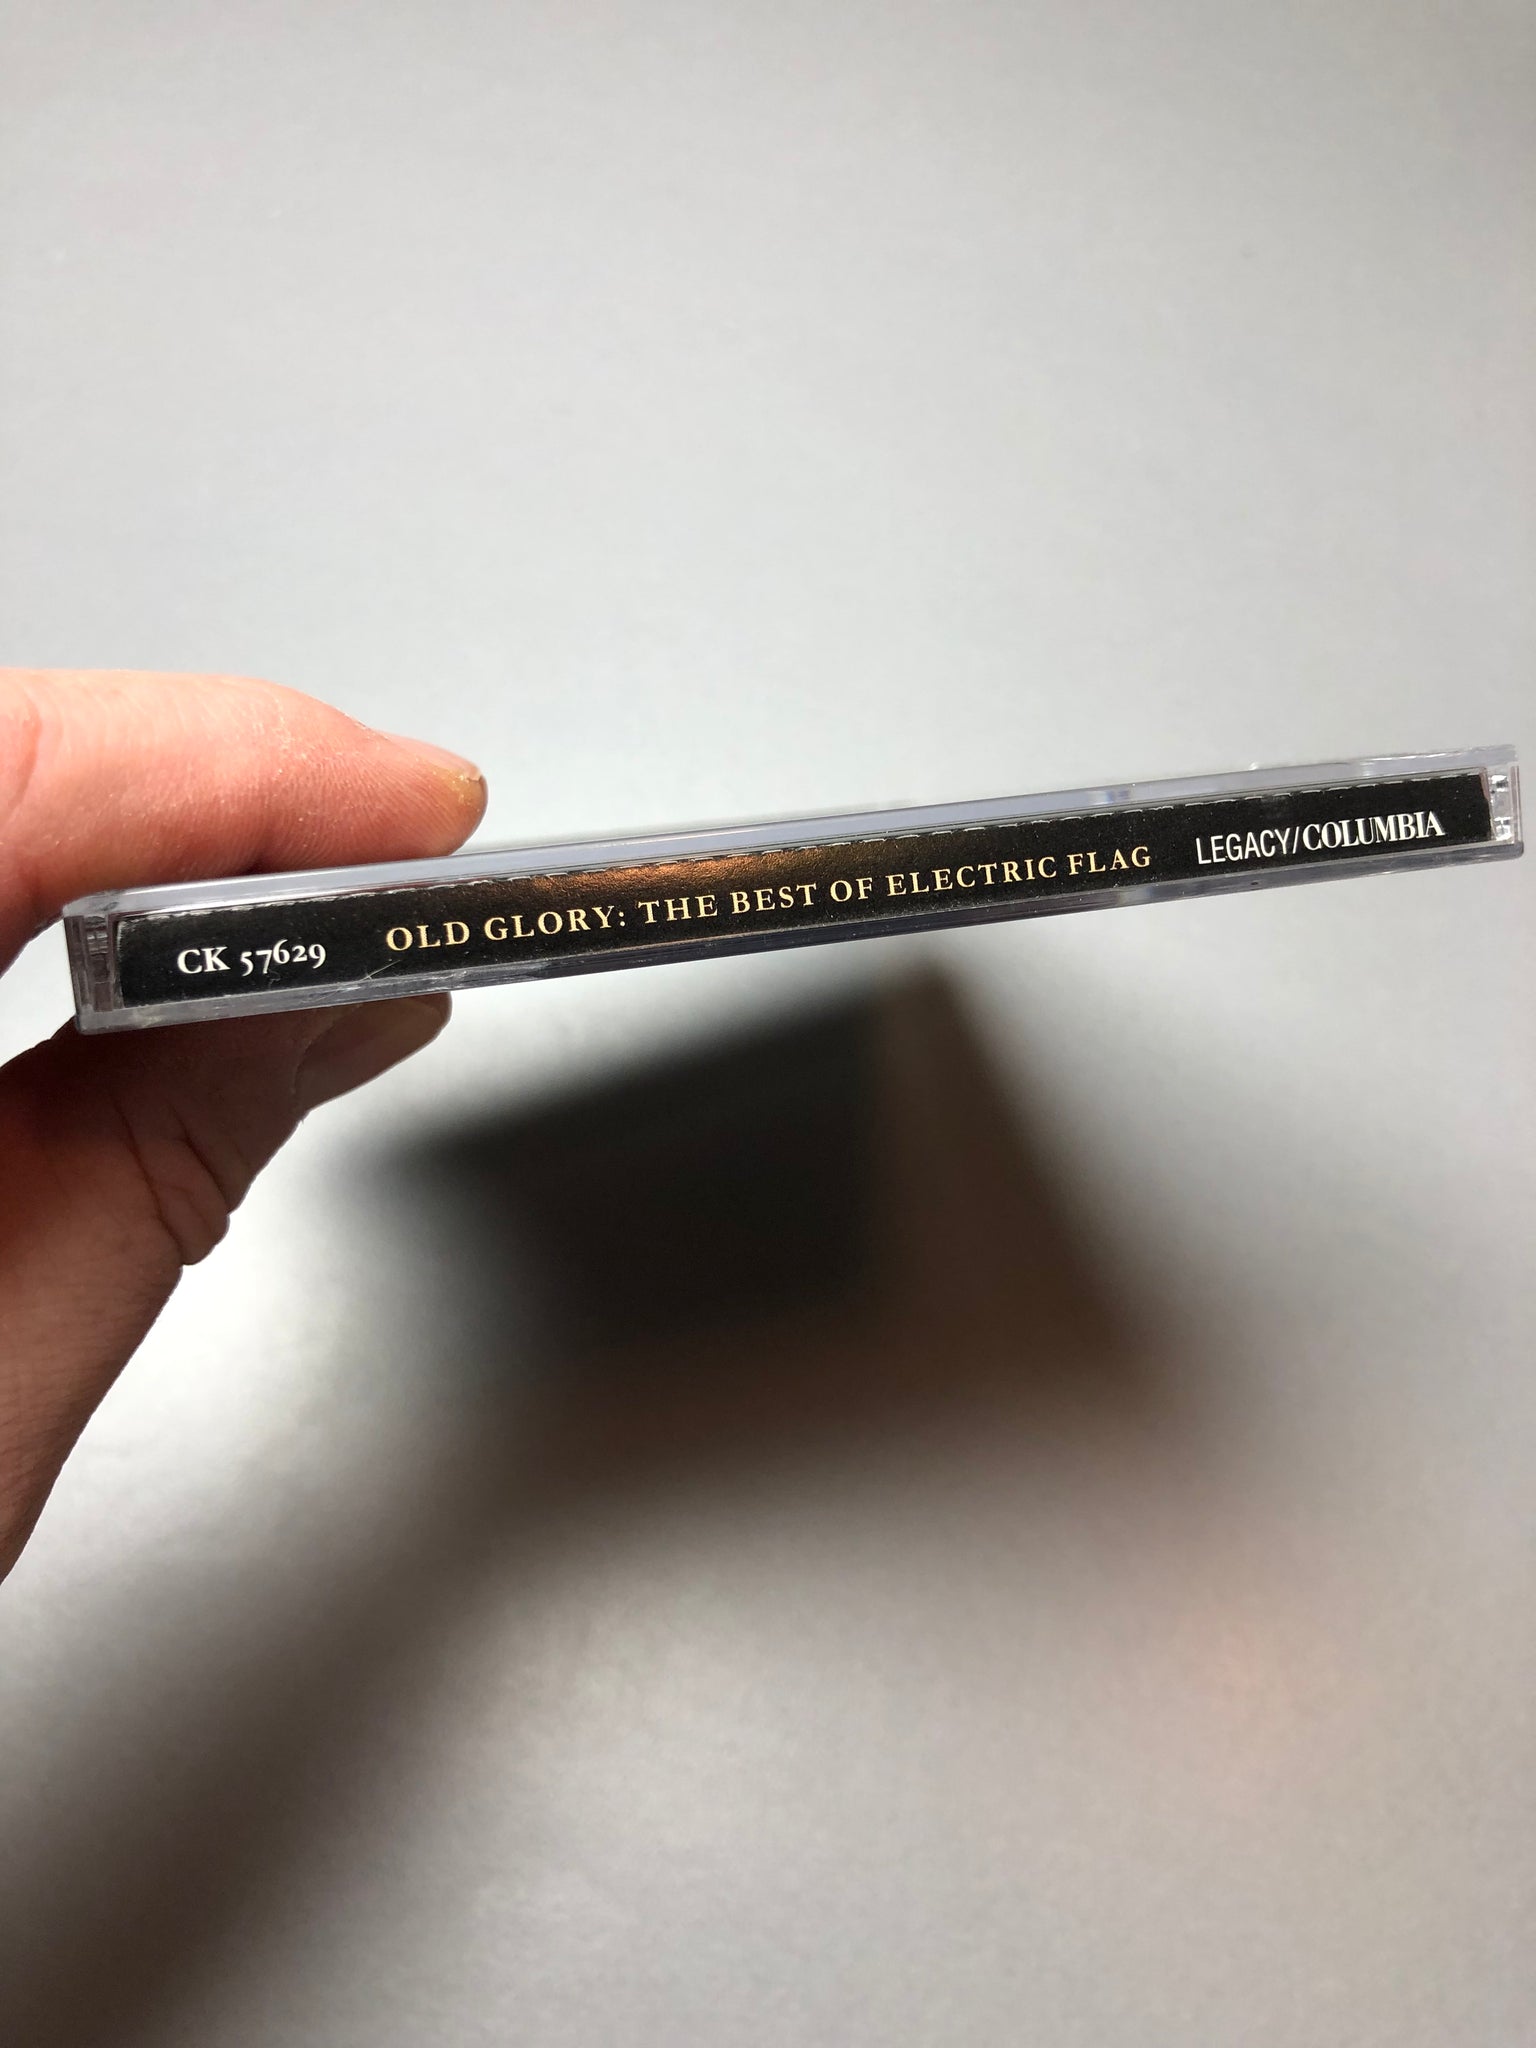 CK 57629 OLD GLORY: THE BEST OF ELECTRIC FLAG LEGACY/COLUMBIA